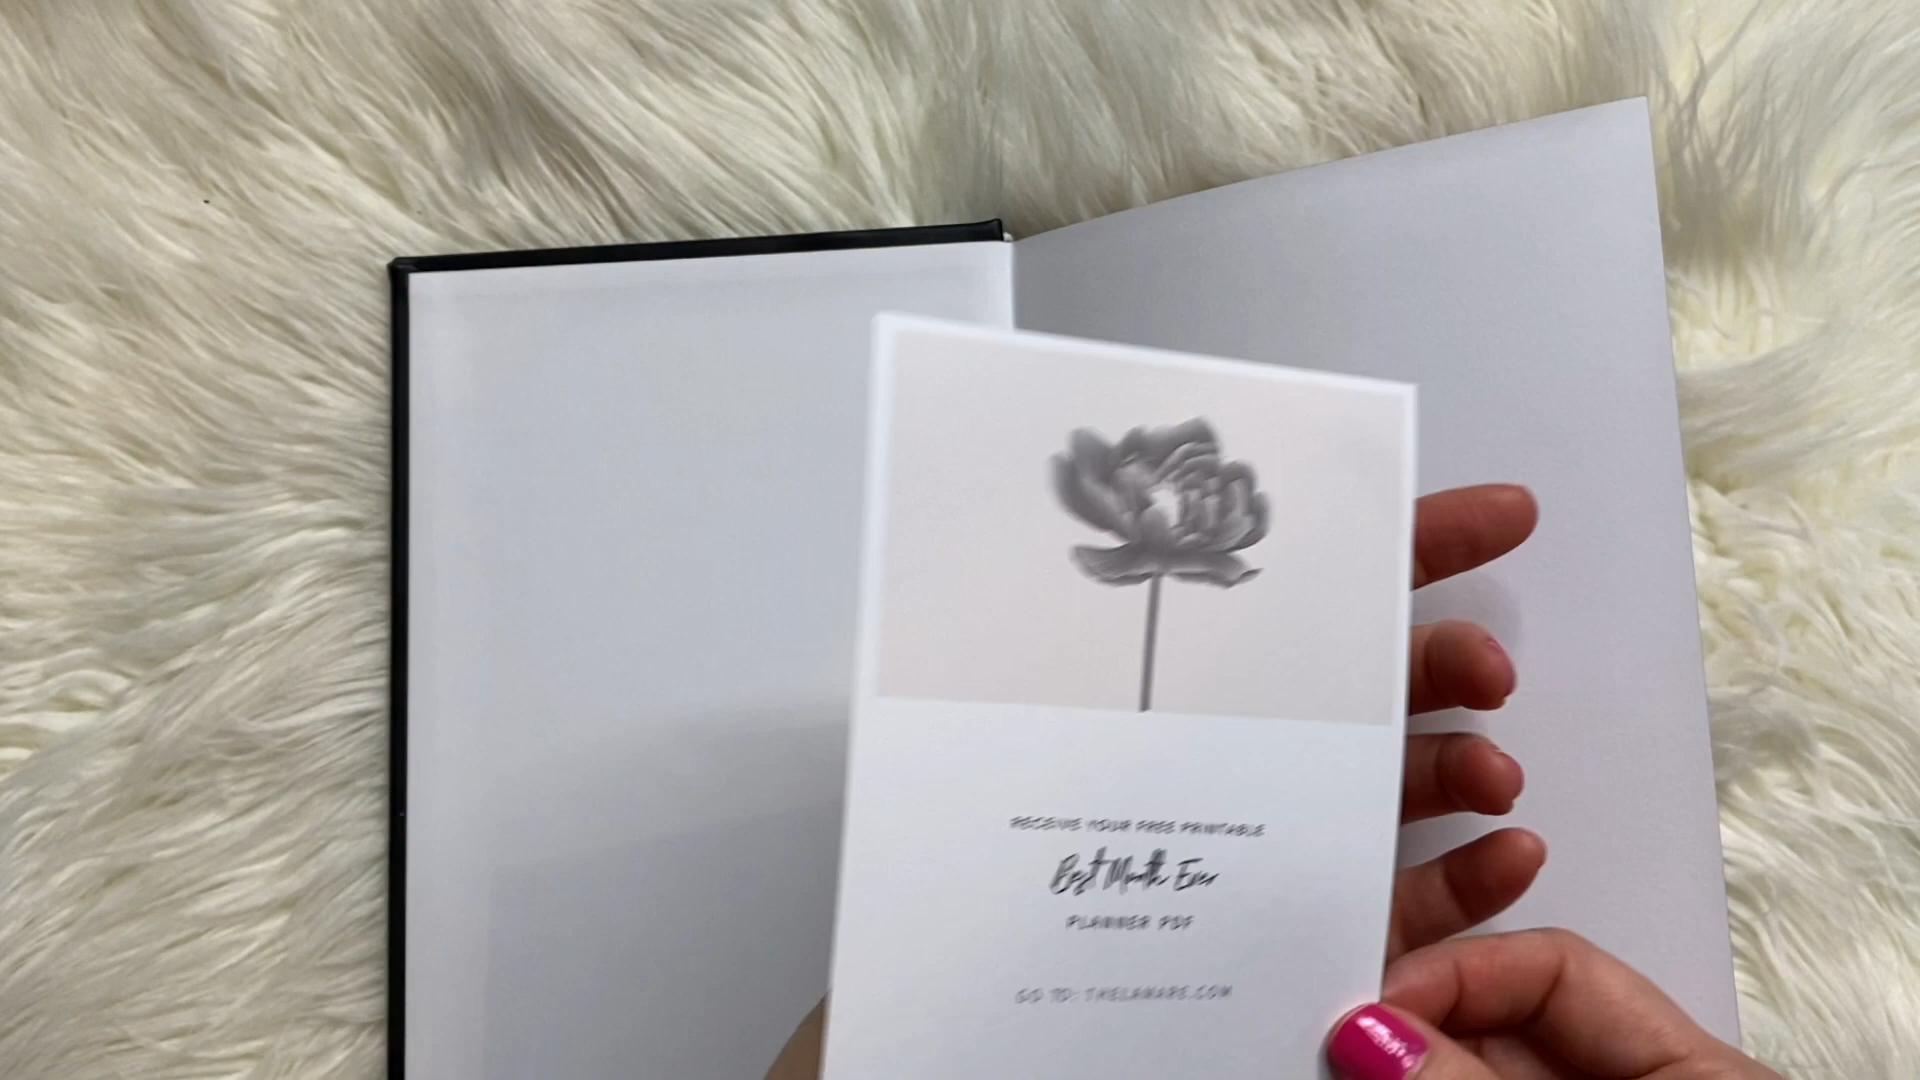 RECEIVE YOUR FREE PRINTABLE
Best Month Ever
PLANNER PDF
GO TO: THELAMARE.COM